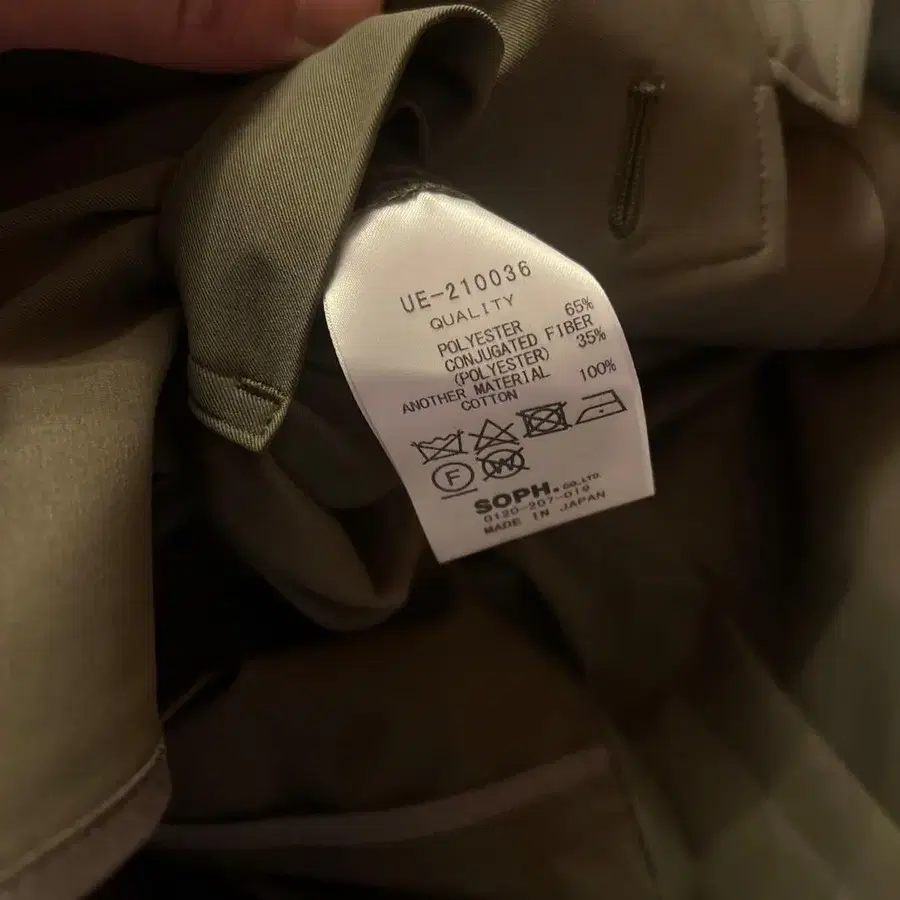 UE-210036
QUALITY
POLYESTER 65%
CONJUGATED FIBER 35%
(POLYESTER)
ANOTHER MATERIAL
COTTON 100%
F
W
SOPH. CO.,LTD.
0120-207-019
MADE IN JAPAN